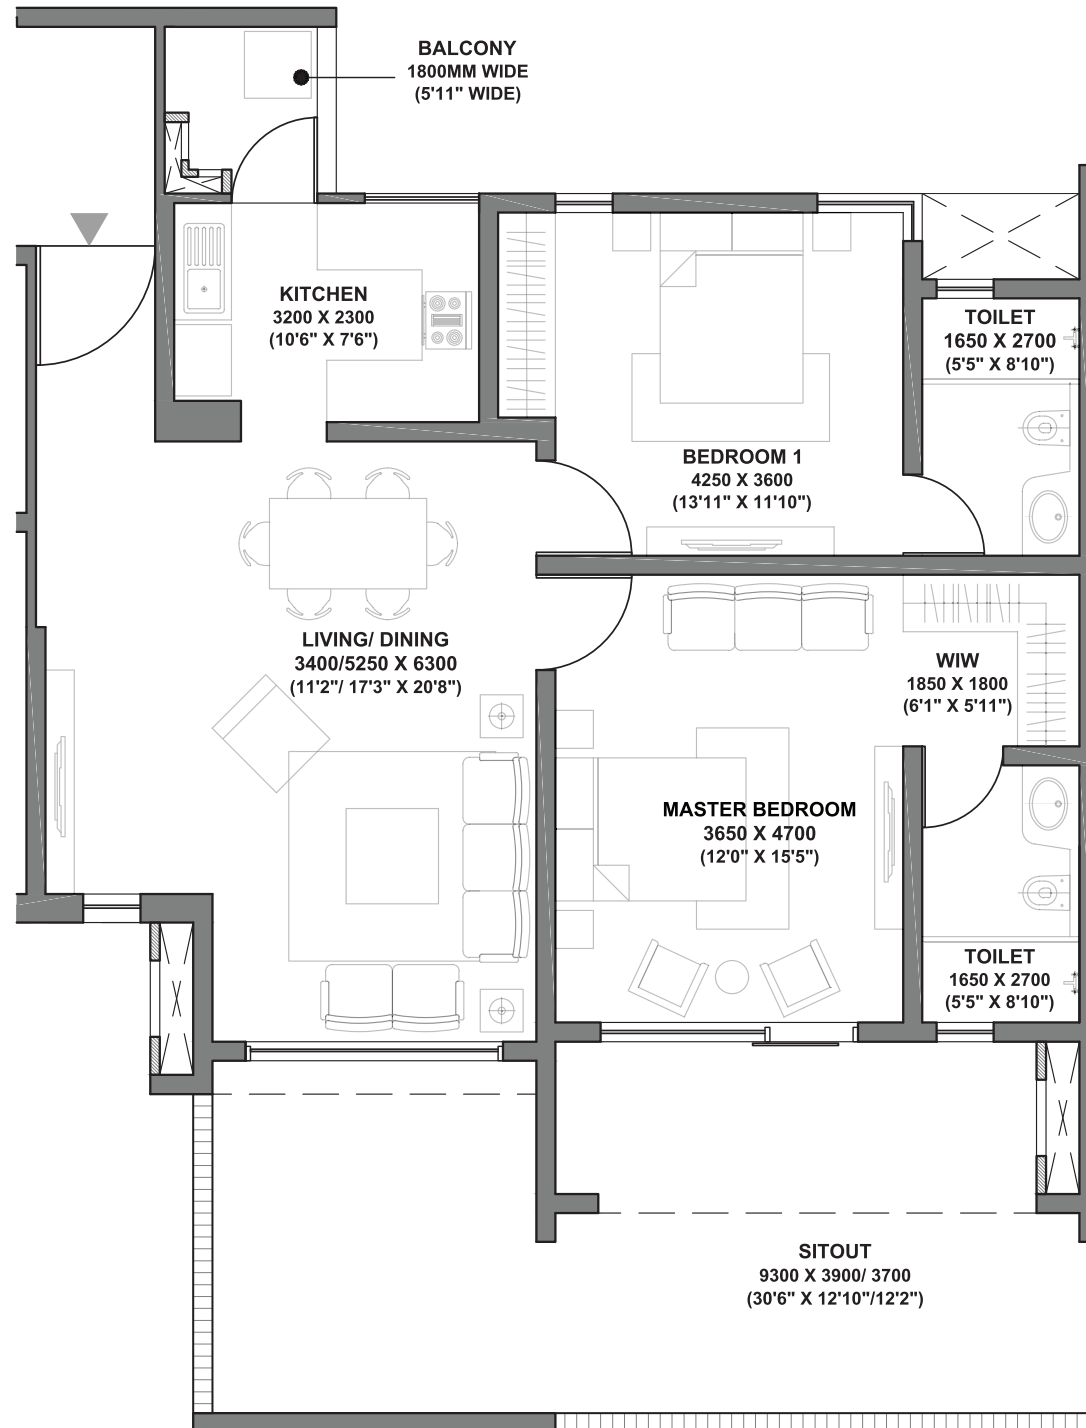 BALCONY
1800MM WIDE
(5'11" WIDE)
KITCHEN
3200 X 2300
(10'6" X 7'6")
TOILET
1650 X 2700
(5'5" X 8'10")
BEDROOM 1
4250 X 3600
(13'11" X 11'10")
LIVING/ DINING
3400/5250 X 6300
(11'2"/ 17'3" X 20'8")
WIW
1850 X 1800
(6'1" X 5'11")
MASTER BEDROOM
3650 X 4700
(12'0" X 15'5")
TOILET
1650 X 2700
(5'5" X 8'10")
SITOUT
9300 X 3900/ 3700
(30'6" X 12'10"/12'2")